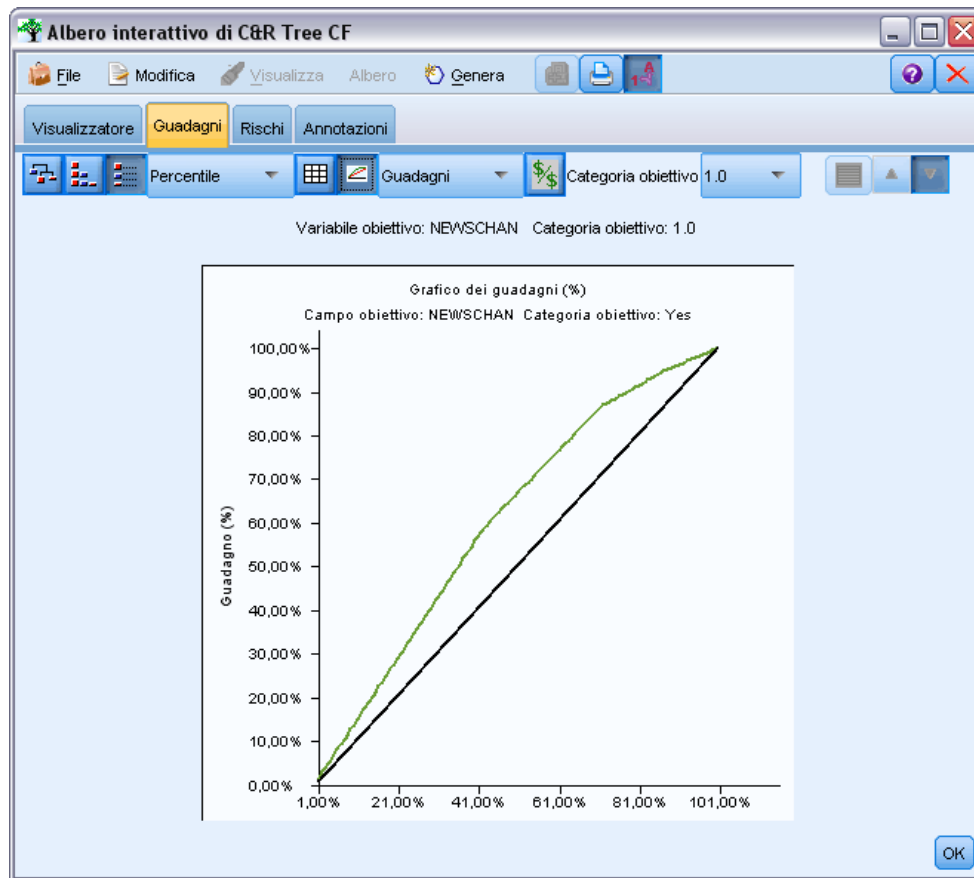 Albero interattivo di C&R Tree CF
File Modifica Visualizza Albero Genera
Visualizzatore Guadagni Rischi Annotazioni
Percentile Guadagni $/$ Categoria obiettivo 1.0
Variabile obiettivo: NEWSCHAN Categoria obiettivo: 1.0
Grafico dei guadagni (%)
Campo obiettivo: NEWSCHAN Categoria obiettivo: Yes
100,00%
90,00%
80,00%
70,00%
60,00%
50,00%
40,00%
30,00%
20,00%
10,00%
0,00%
Guadagno (%)
1,00% 21,00% 41,00% 61,00% 81,00% 101,00%
OK